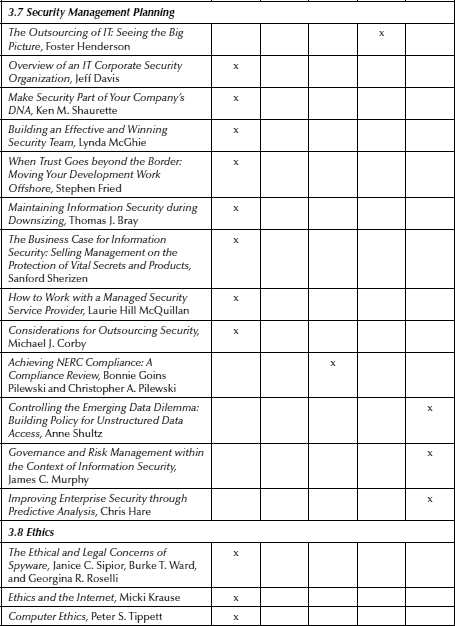 3.7 Security Management Planning
The Outsourcing of IT: Seeing the Big x
Picture, Foster Henderson
Overview of an IT Corporate Security x
Organization, Jeff Davis
Make Security Part of Your Company's x
DNA, Ken M. Shaurette
Building an Effective and Winning x
Security Team, Lynda McGhie
When Trust Goes beyond the Border: x
Moving Your Development Work
Offshore, Stephen Fried
Maintaining Information Security during x
Downsizing, Thomas J. Bray
The Business Case for Information x
Security: Selling Management on the
Protection of Vital Secrets and Products,
Sanford Sherizen
How to Work with a Managed Security x
Service Provider, Laurie Hill McQuillan
Considerations for Outsourcing Security, x
Michael J. Corby
Achieving NERC Compliance: A x
Compliance Review, Bonnie Goins
Pilewski and Christopher A. Pilewski
Controlling the Emerging Data Dilemma: x
Building Policy for Unstructured Data
Access, Anne Shultz
Governance and Risk Management within x
the Context of Information Security,
James C. Murphy
Improving Enterprise Security through x
Predictive Analysis, Chris Hare
3.8 Ethics
The Ethical and Legal Concerns of x
Spyware, Janice C. Sipior, Burke T. Ward,
and Georgina R. Roselli
Ethics and the Internet, Micki Krause x
Computer Ethics, Peter S. Tippett x